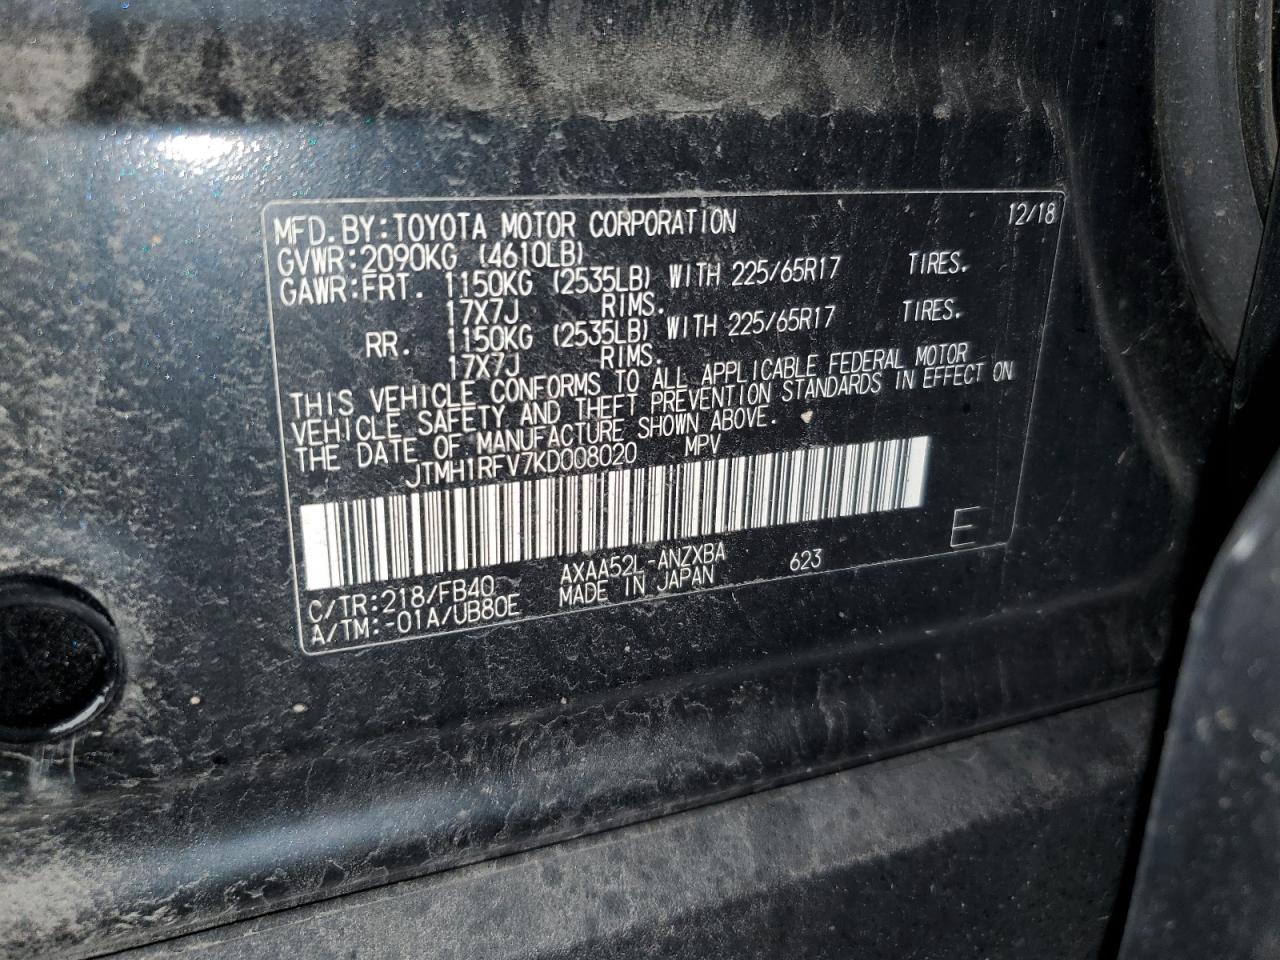 MFD. BY: TOYOTA MOTOR CORPORATION 12/18
GVWR: 2090KG (4610LB)
GAWR: FRT. 1150KG (2535LB) WITH 225/65R17 TIRES.
17X7J RIMS.
RR. 1150KG (2535LB) WITH 225/65R17 TIRES.
17X7J RIMS.
THIS VEHICLE CONFORMS TO ALL APPLICABLE FEDERAL MOTOR
VEHICLE SAFETY AND THEFT PREVENTION STANDARDS IN EFFECT ON
THE DATE OF MANUFACTURE SHOWN ABOVE.
JTMH1RFV7KD008020 MPV
C/TR: 218/FB40 AXAA52L-ANZXBA 623 E
A/TM: -01A/UB80E MADE IN JAPAN